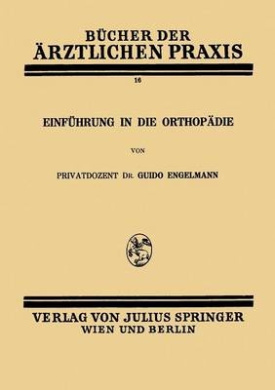 BÜCHER DER
ÄRZTLICHEN PRAXIS
16
EINFÜHRUNG IN DIE ORTHOPÄDIE
VON
PRIVATDOZENT DR. GUIDO ENGELMANN
VERLAG VON JULIUS SPRINGER
WIEN UND BERLIN